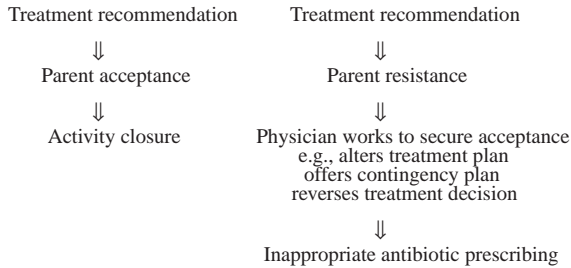 Treatment recommendation
⇓
Parent acceptance
⇓
Activity closure
Treatment recommendation
⇓
Parent resistance
⇓
Physician works to secure acceptance
e.g., alters treatment plan
offers contingency plan
reverses treatment decision
⇓
Inappropriate antibiotic prescribing